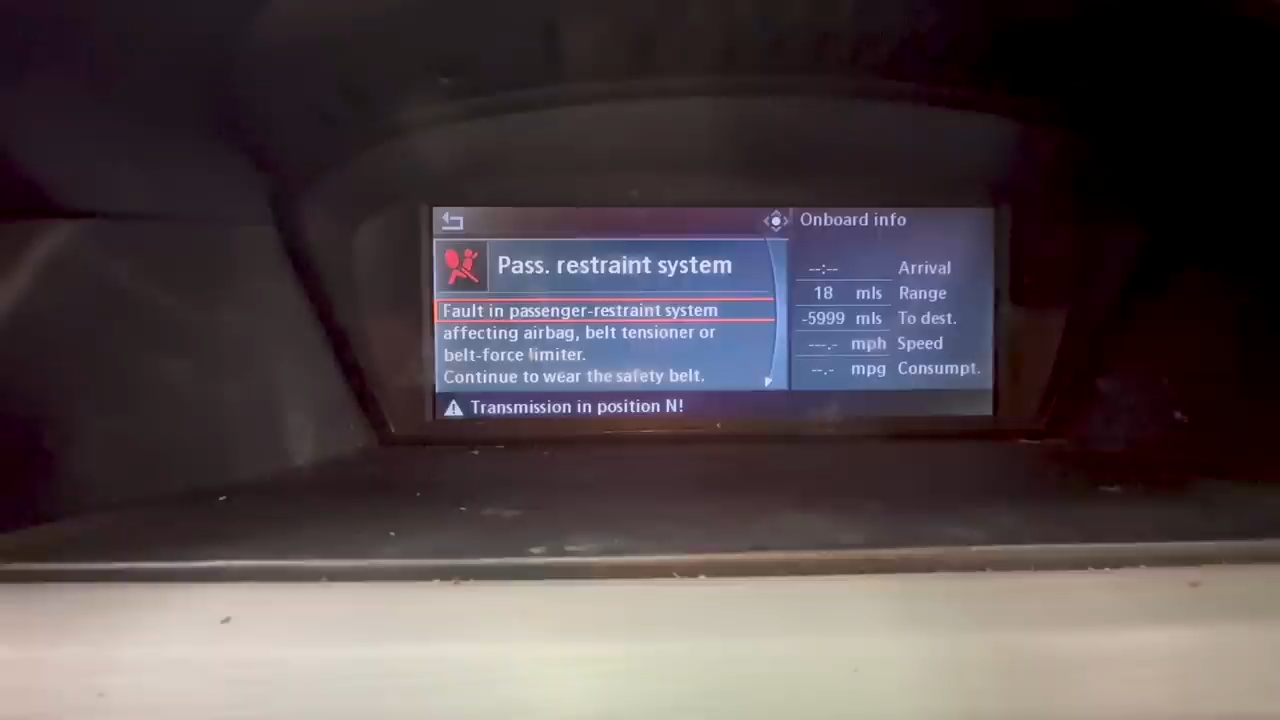 Onboard info
Pass. restraint system
Fault in passenger-restraint system
affecting airbag, belt tensioner or
belt-force limiter.
Continue to wear the safety belt.
Transmission in position N!
--:-- Arrival
18 mls Range
-5999 mls To dest.
---.- mph Speed
--.- mpg Consumpt.